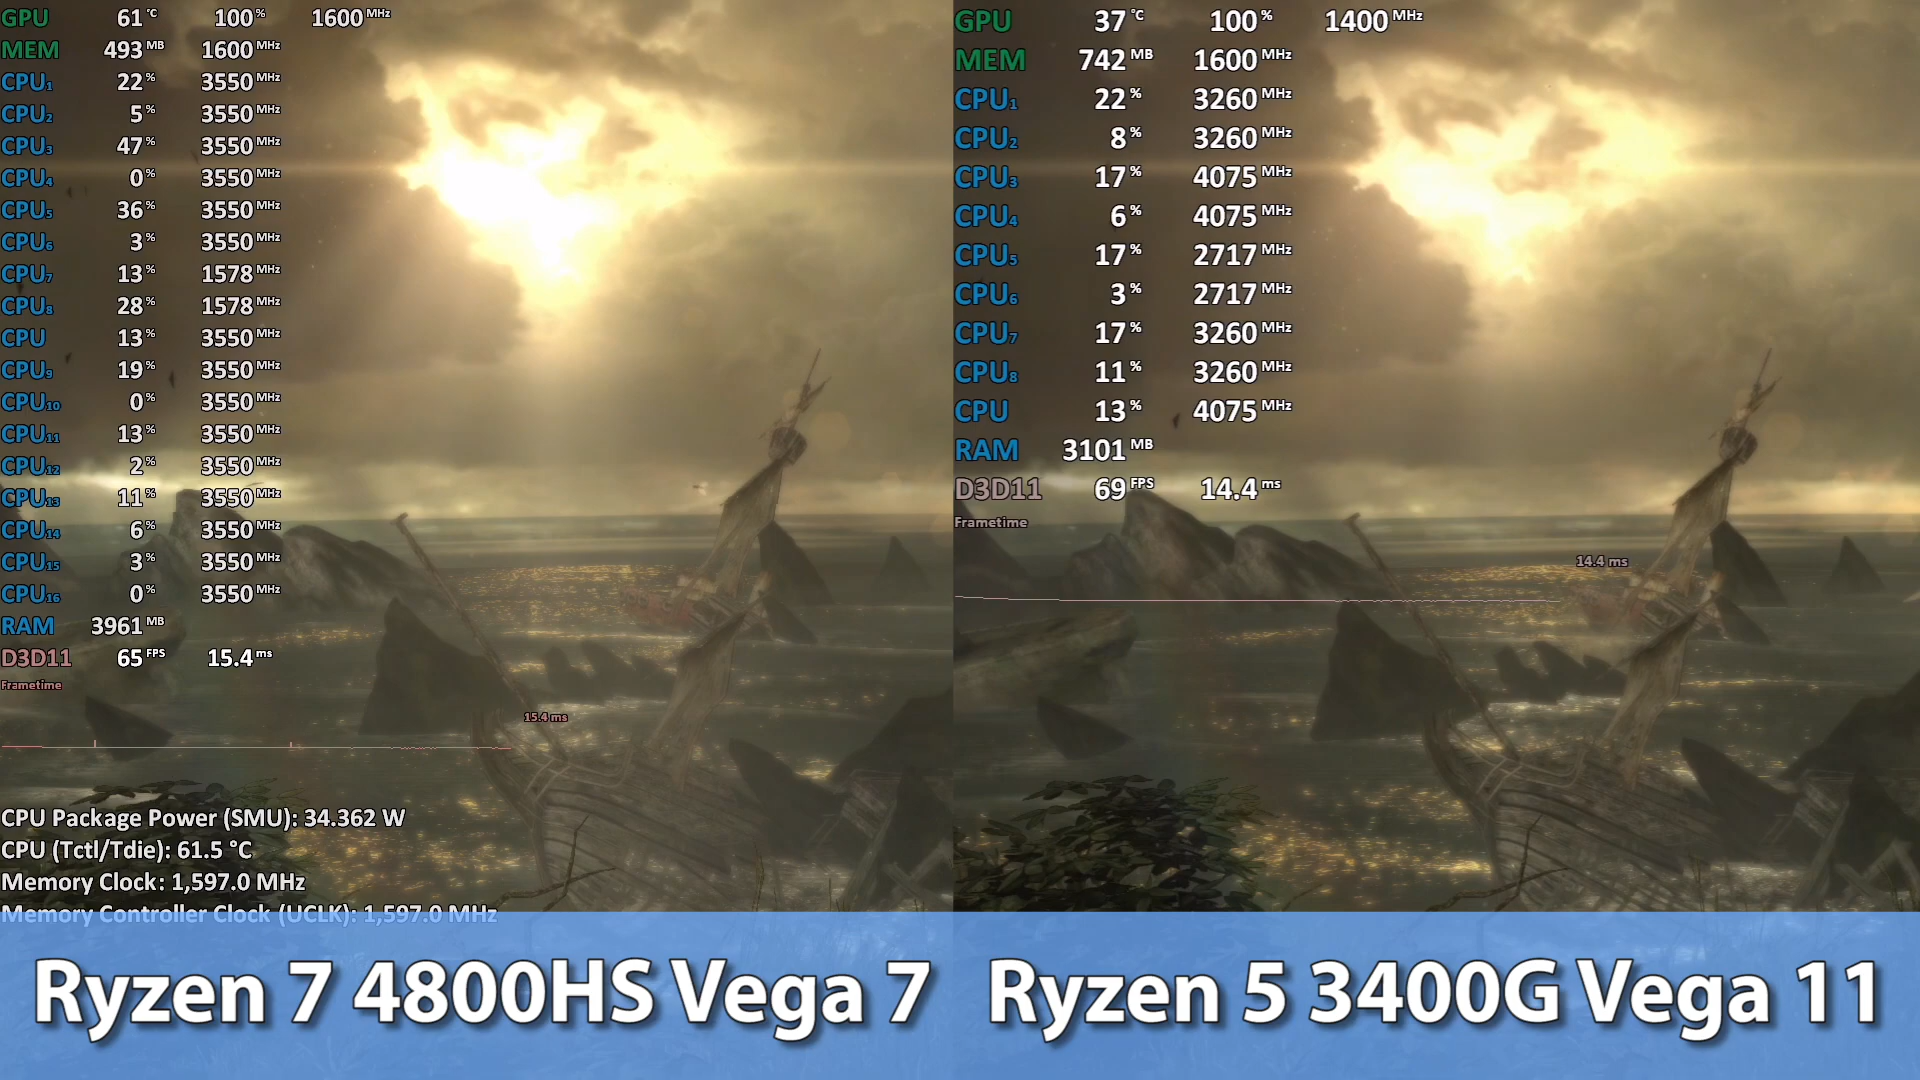 GPU 61 °C 100 % 1600 MHz
MEM 493 MB 1600 MHz
CPU1 22 % 3550 MHz
CPU2 5 % 3550 MHz
CPU3 47 % 3550 MHz
CPU4 0 % 3550 MHz
CPU5 36 % 3550 MHz
CPU6 3 % 3550 MHz
CPU7 13 % 1578 MHz
CPU8 28 % 1578 MHz
CPU 13 % 3550 MHz
CPU9 19 % 3550 MHz
CPU10 0 % 3550 MHz
CPU11 13 % 3550 MHz
CPU12 2 % 3550 MHz
CPU13 11 % 3550 MHz
CPU14 6 % 3550 MHz
CPU15 3 % 3550 MHz
CPU16 0 % 3550 MHz
RAM 3961 MB
D3D11 65 FPS 15.4 ms
Frametime
15.4 ms
CPU Package Power (SMU): 34.362 W
CPU (Tctl/Tdie): 61.5 °C
Memory Clock: 1,597.0 MHz
Memory Controller Clock (UCLK): 1,597.0 MHz
Ryzen 7 4800HS Vega 7
GPU 37 °C 100 % 1400 MHz
MEM 742 MB 1600 MHz
CPU1 22 % 3260 MHz
CPU2 8 % 3260 MHz
CPU3 17 % 4075 MHz
CPU4 6 % 4075 MHz
CPU5 17 % 2717 MHz
CPU6 3 % 2717 MHz
CPU7 17 % 3260 MHz
CPU8 11 % 3260 MHz
CPU 13 % 4075 MHz
RAM 3101 MB
D3D11 69 FPS 14.4 ms
Frametime
14.4 ms
Ryzen 5 3400G Vega 11